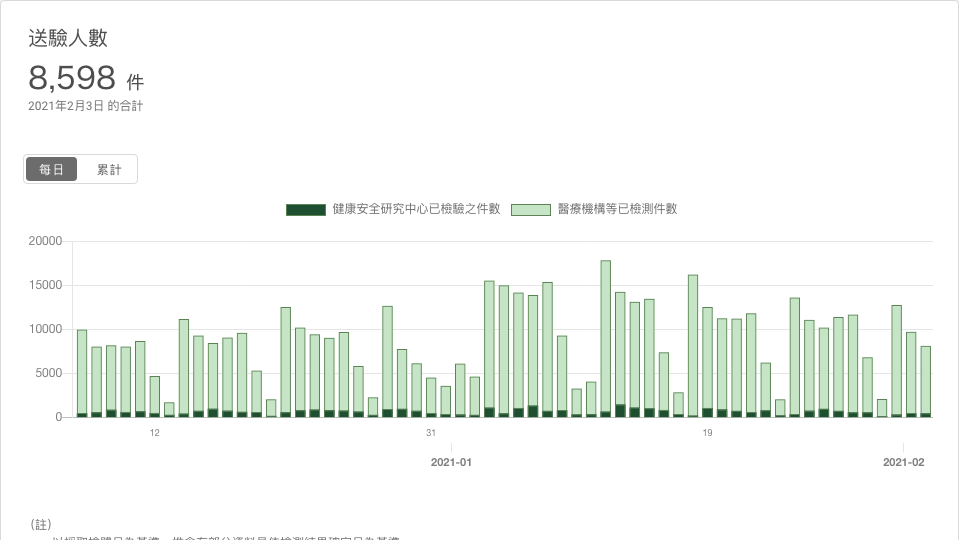 送驗人數
8,598 件
2021年2月3日 的合計
每日 累計
健康安全研究中心已檢驗之件數 醫療機構等已檢測件數
20000
15000
10000
5000
0
12 31 19
2021-01 2021-02
（註）